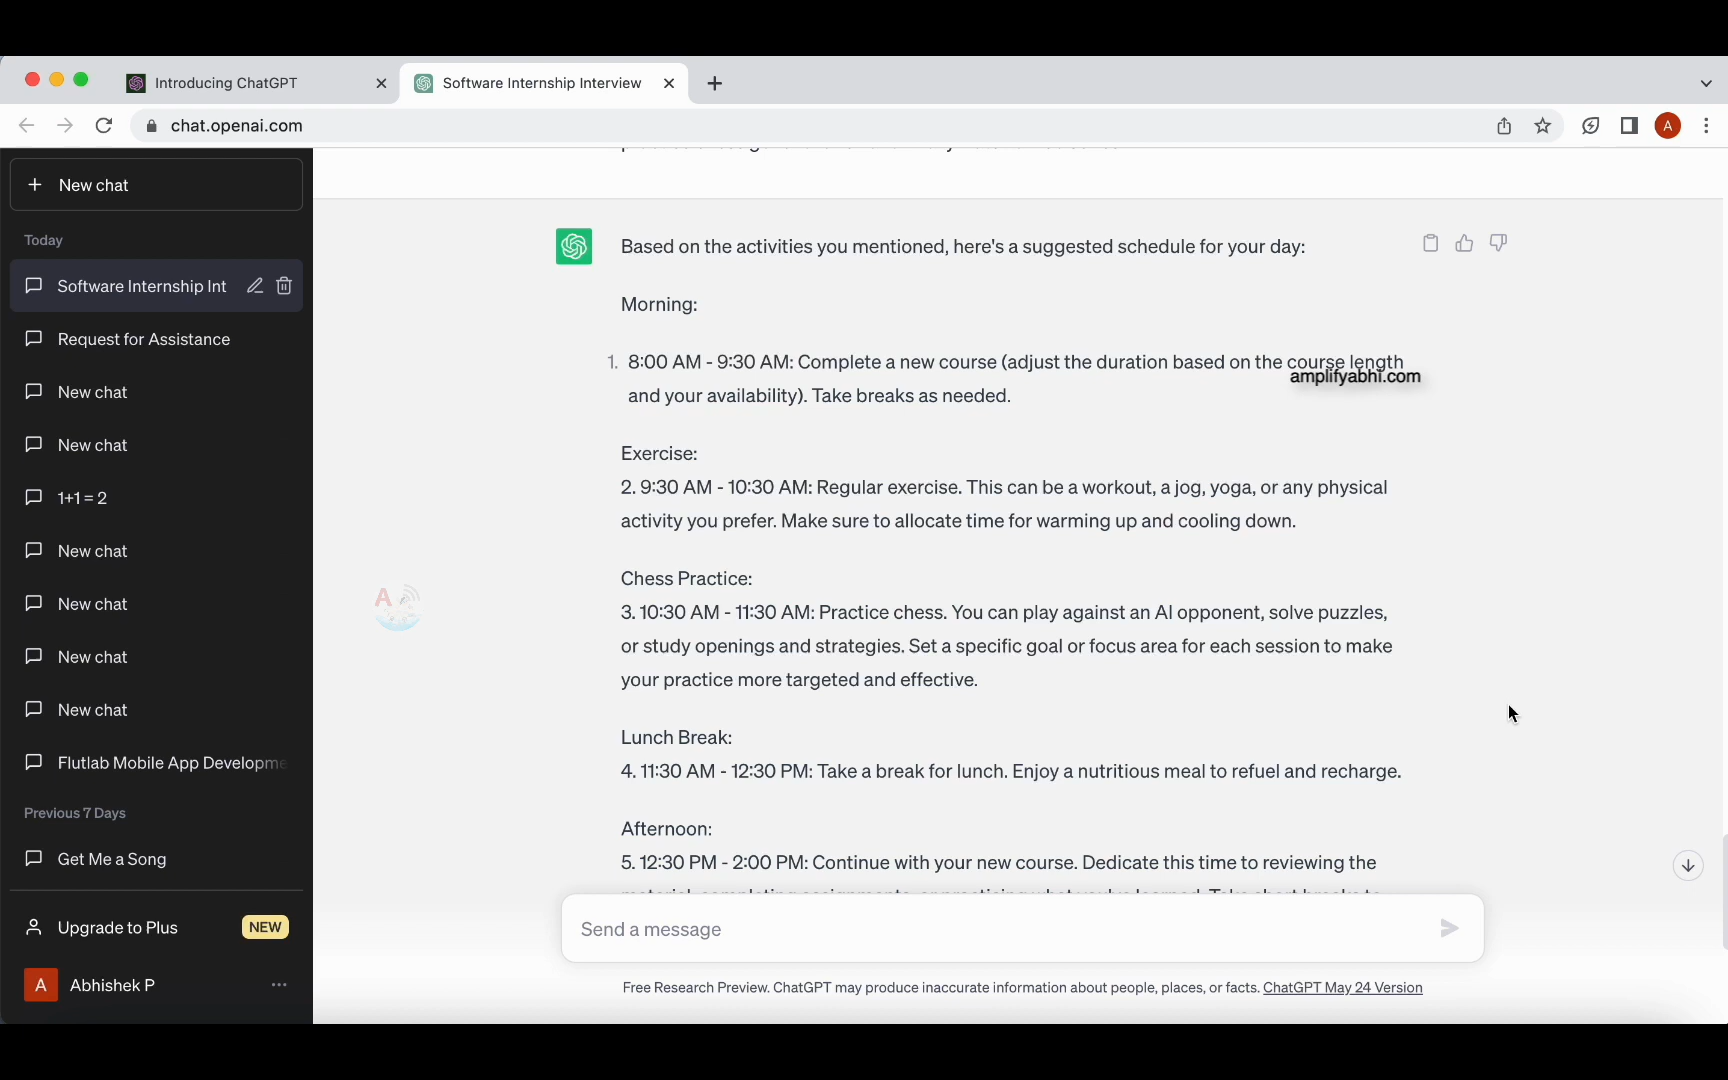 Introducing ChatGPT
Software Internship Interview
chat.openai.com
A
New chat
Today
Software Internship Int
Request for Assistance
New chat
New chat
1+1 = 2
New chat
New chat
New chat
New chat
Flutlab Mobile App Developme
Previous 7 Days
Get Me a Song
Upgrade to Plus
NEW
A
Abhishek P
Based on the activities you mentioned, here's a suggested schedule for your day:
Morning:
1. 8:00 AM - 9:30 AM: Complete a new course (adjust the duration based on the course length
amplifyabhi.com
and your availability). Take breaks as needed.
Exercise:
2. 9:30 AM - 10:30 AM: Regular exercise. This can be a workout, a jog, yoga, or any physical
activity you prefer. Make sure to allocate time for warming up and cooling down.
A
Chess Practice:
3. 10:30 AM - 11:30 AM: Practice chess. You can play against an AI opponent, solve puzzles,
or study openings and strategies. Set a specific goal or focus area for each session to make
your practice more targeted and effective.
Lunch Break:
4. 11:30 AM - 12:30 PM: Take a break for lunch. Enjoy a nutritious meal to refuel and recharge.
Afternoon:
5. 12:30 PM - 2:00 PM: Continue with your new course. Dedicate this time to reviewing the
Send a message
Free Research Preview. ChatGPT may produce inaccurate information about people, places, or facts. ChatGPT May 24 Version